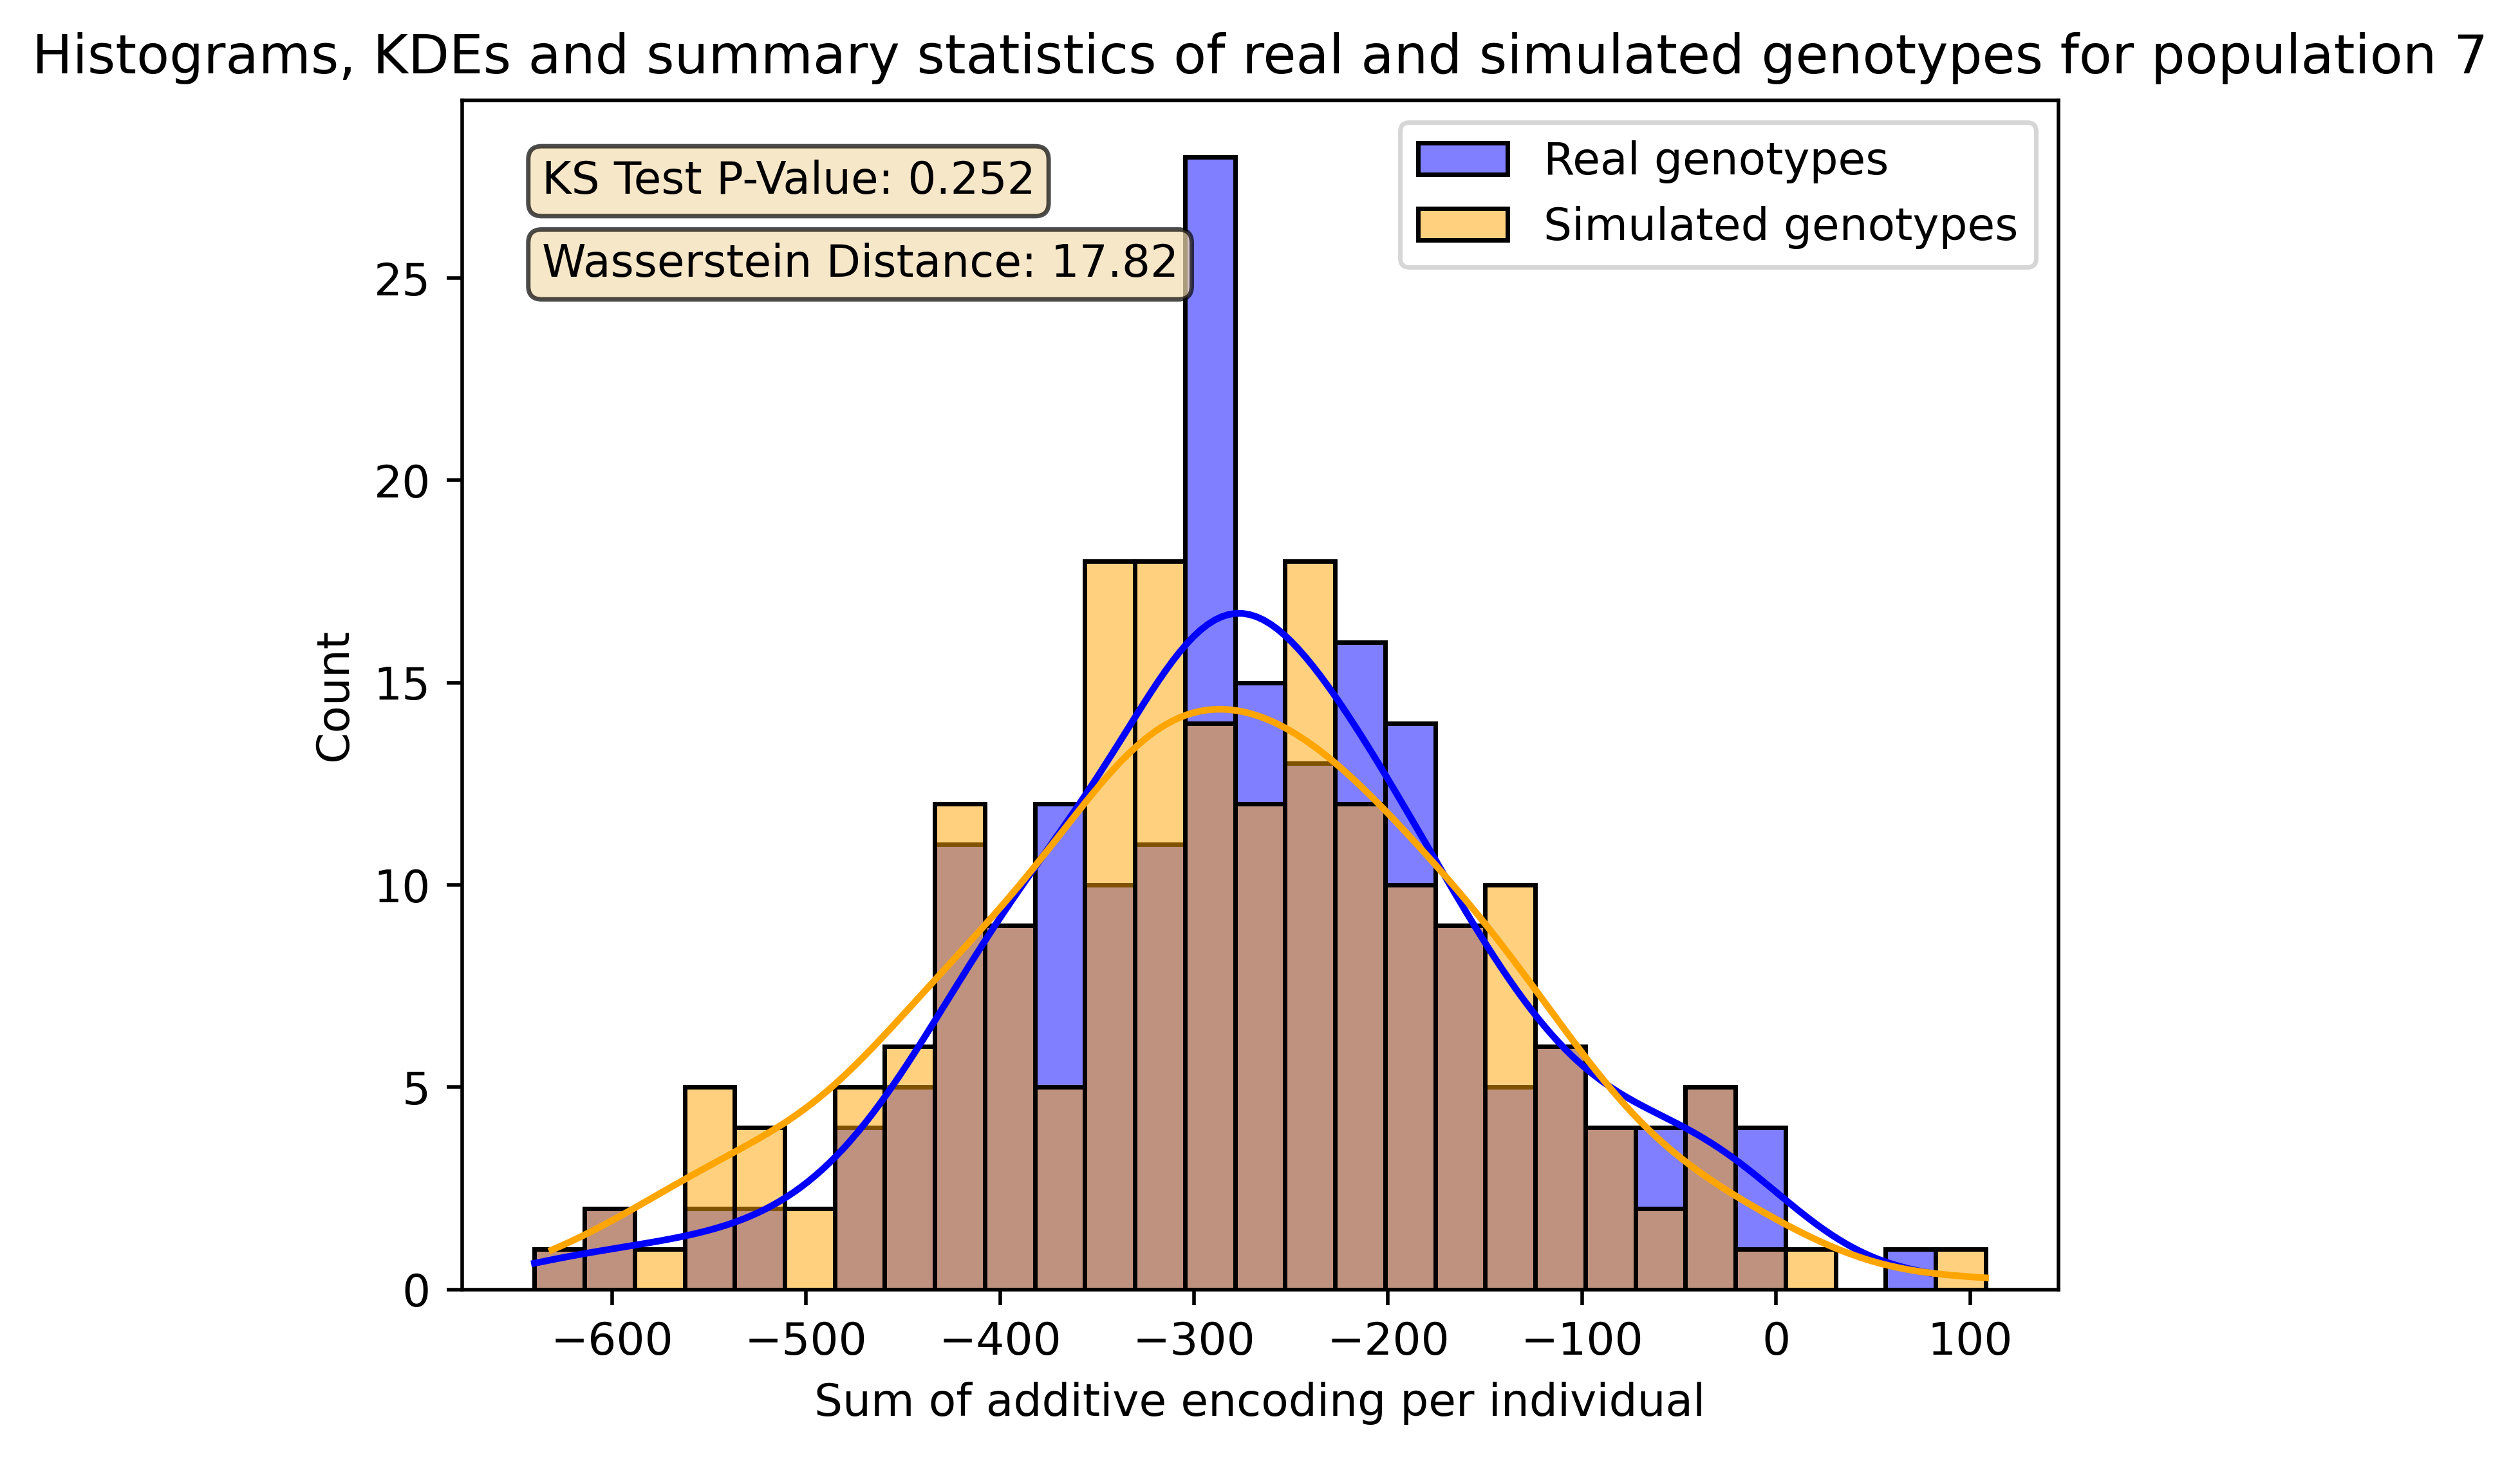 Histograms, KDEs and summary statistics of real and simulated genotypes for population 7
KS Test P-Value: 0.252
Wasserstein Distance: 17.82
Real genotypes
Simulated genotypes
Count
25
20
15
10
5
0
−600 −500 −400 −300 −200 −100 0 100
Sum of additive encoding per individual